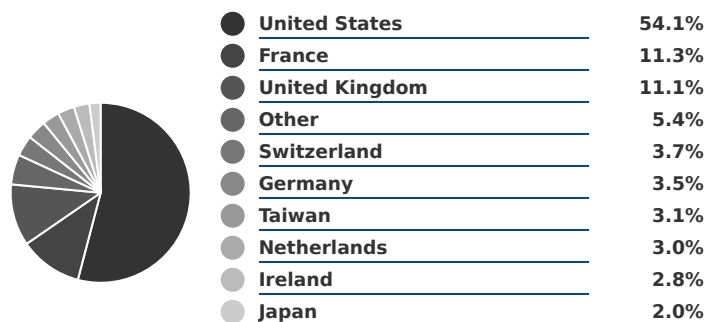 United States 54.1%
France 11.3%
United Kingdom 11.1%
Other 5.4%
Switzerland 3.7%
Germany 3.5%
Taiwan 3.1%
Netherlands 3.0%
Ireland 2.8%
Japan 2.0%